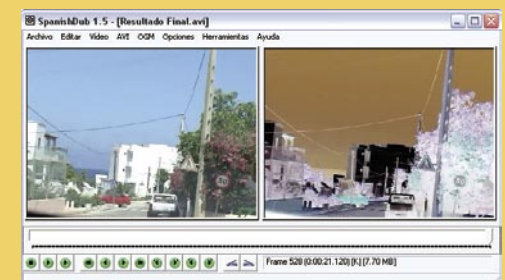 SpanishDub 1.5 - [Resultado Final.avi]
Archivo Editar Video AVI OGM Opciones Herramientas Ayuda
30
Frame 528 (0:00:21.120) [K] [7.70 MB]